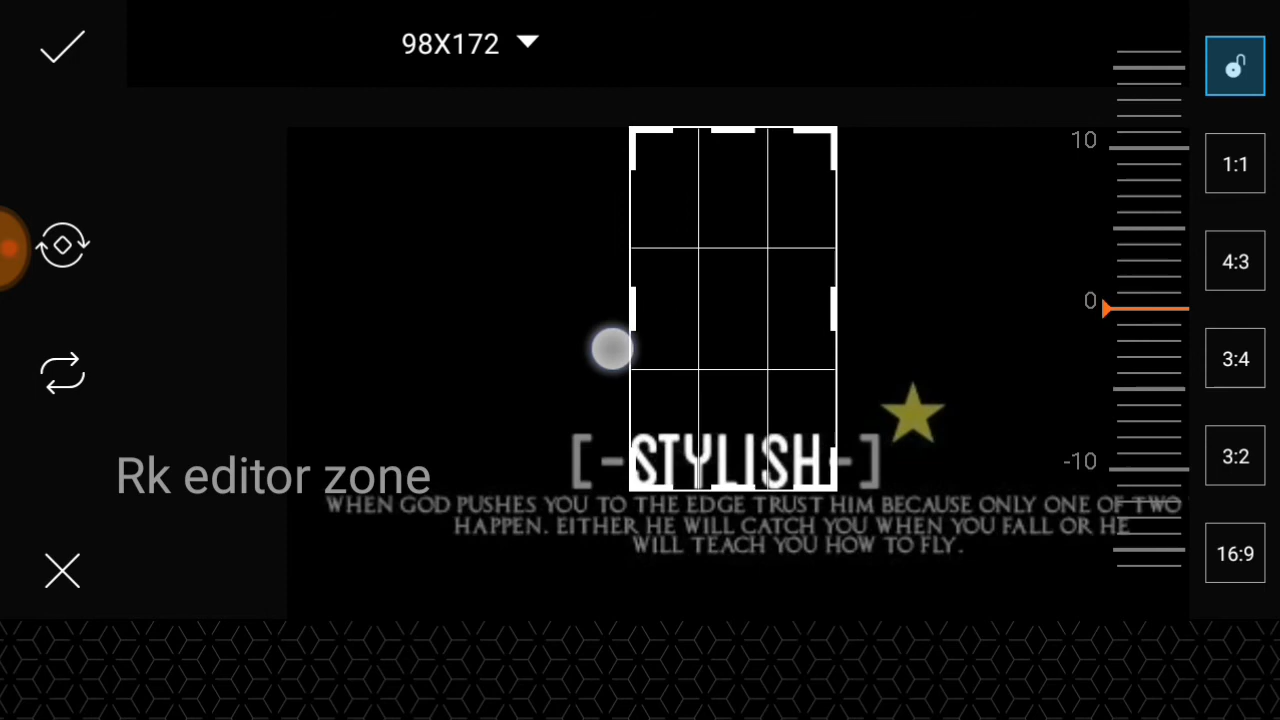 98X172
10
0
-10
1:1
4:3
3:4
3:2
16:9
[-STYLISH-]
Rk editor zone
WHEN GOD PUSHES YOU TO THE EDGE TRUST HIM BECAUSE ONLY ONE OF TWO
HAPPEN. EITHER HE WILL CATCH YOU WHEN YOU FALL OR HE
WILL TEACH YOU HOW TO FLY.